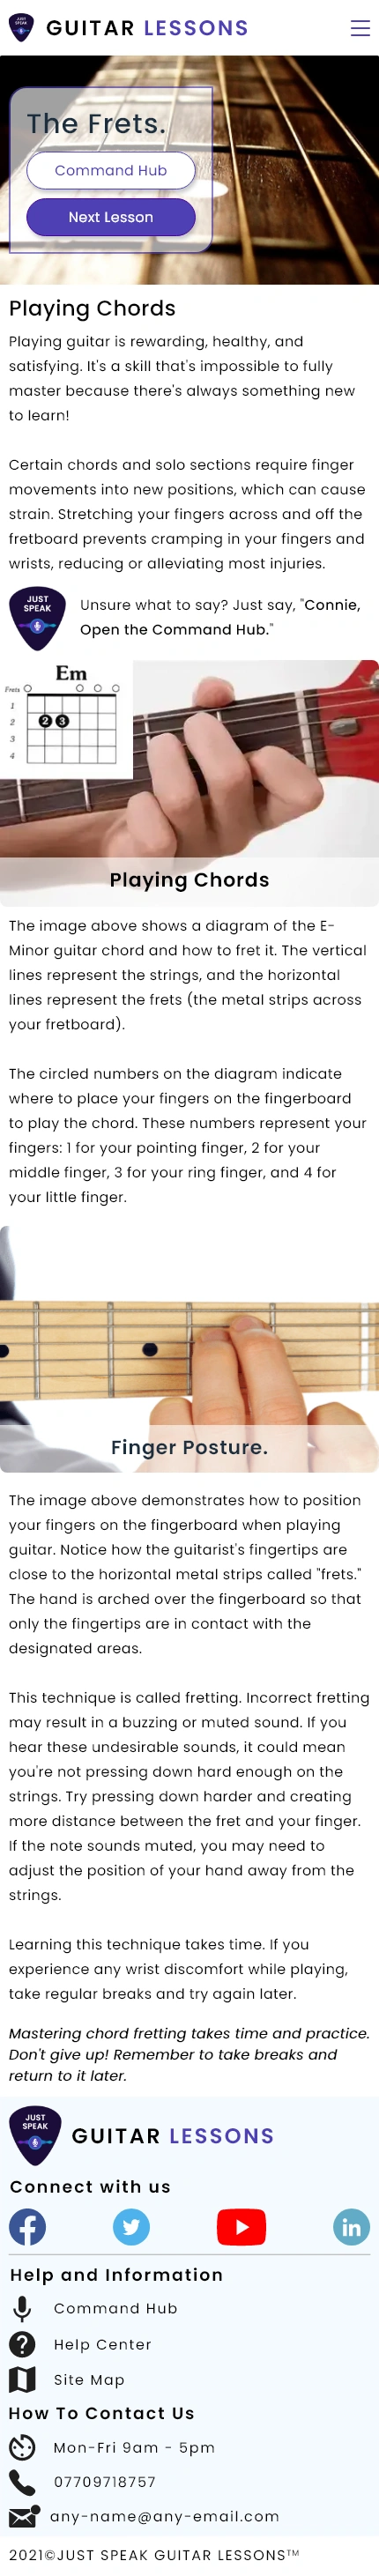 JUST SPEAK
GUITAR LESSONS
The Frets.
Command Hub
Next Lesson
Playing Chords
Playing guitar is rewarding, healthy, and
satisfying. It's a skill that's impossible to fully
master because there's always something new
to learn!
Certain chords and solo sections require finger
movements into new positions, which can cause
strain. Stretching your fingers across and off the
fretboard prevents cramping in your fingers and
wrists, reducing or alleviating most injuries.
JUST
SPEAK
Unsure what to say? Just say, "Connie,
Open the Command Hub."
Em
Frets
1
2
2 3
3
4
Playing Chords
The image above shows a diagram of the E-
Minor guitar chord and how to fret it. The vertical
lines represent the strings, and the horizontal
lines represent the frets (the metal strips across
your fretboard).
The circled numbers on the diagram indicate
where to place your fingers on the fingerboard
to play the chord. These numbers represent your
fingers: 1 for your pointing finger, 2 for your
middle finger, 3 for your ring finger, and 4 for
your little finger.
Finger Posture.
The image above demonstrates how to position
your fingers on the fingerboard when playing
guitar. Notice how the guitarist's fingertips are
close to the horizontal metal strips called "frets."
The hand is arched over the fingerboard so that
only the fingertips are in contact with the
designated areas.
This technique is called fretting. Incorrect fretting
may result in a buzzing or muted sound. If you
hear these undesirable sounds, it could mean
you're not pressing down hard enough on the
strings. Try pressing down harder and creating
more distance between the fret and your finger.
If the note sounds muted, you may need to
adjust the position of your hand away from the
strings.
Learning this technique takes time. If you
experience any wrist discomfort while playing,
take regular breaks and try again later.
Mastering chord fretting takes time and practice.
Don't give up! Remember to take breaks and
return to it later.
JUST
SPEAK
GUITAR LESSONS
Connect with us
Help and Information
Command Hub
Help Center
Site Map
How To Contact Us
Mon-Fri 9am - 5pm
07709718757
any-name@any-email.com
2021©JUST SPEAK GUITAR LESSONS™